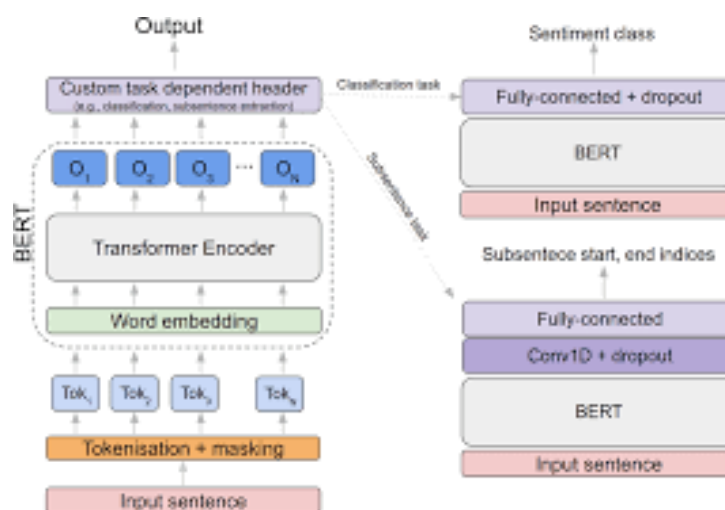 Output
Custom task dependent header
(e.g., classification, subsentence extraction)
O1 O2 O3 ... ON
Transformer Encoder
Word embedding
BERT
Tok1 Tok2 Tok3 TokN
Tokenisation + masking
Input sentence
Classification task
Subsentence task
Sentiment class
Fully-connected + dropout
BERT
Input sentence
Subsentece start, end indices
Fully-connected
Conv1D + dropout
BERT
Input sentence